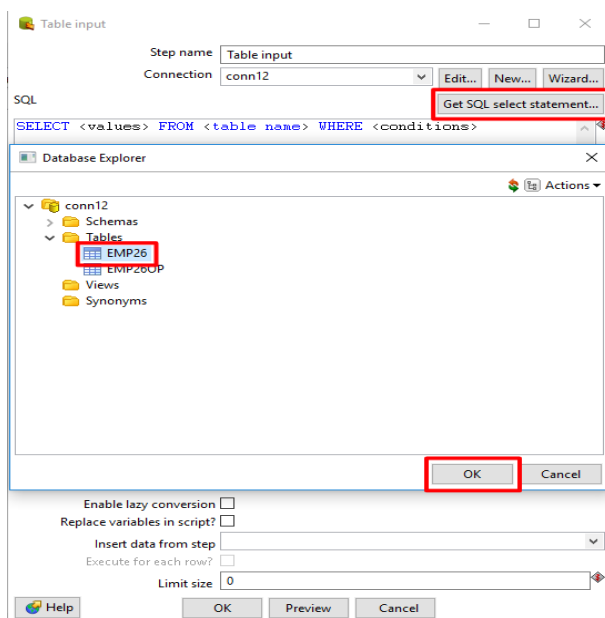 Table input
Step name Table input
Connection conn12 Edit... New... Wizard...
SQL Get SQL select statement...
SELECT <values> FROM <table name> WHERE <conditions>
Database Explorer
Actions
conn12
Schemas
Tables
EMP26
EMP26OP
Views
Synonyms
OK Cancel
Enable lazy conversion
Replace variables in script?
Insert data from step
Execute for each row?
Limit size 0
Help OK Preview Cancel